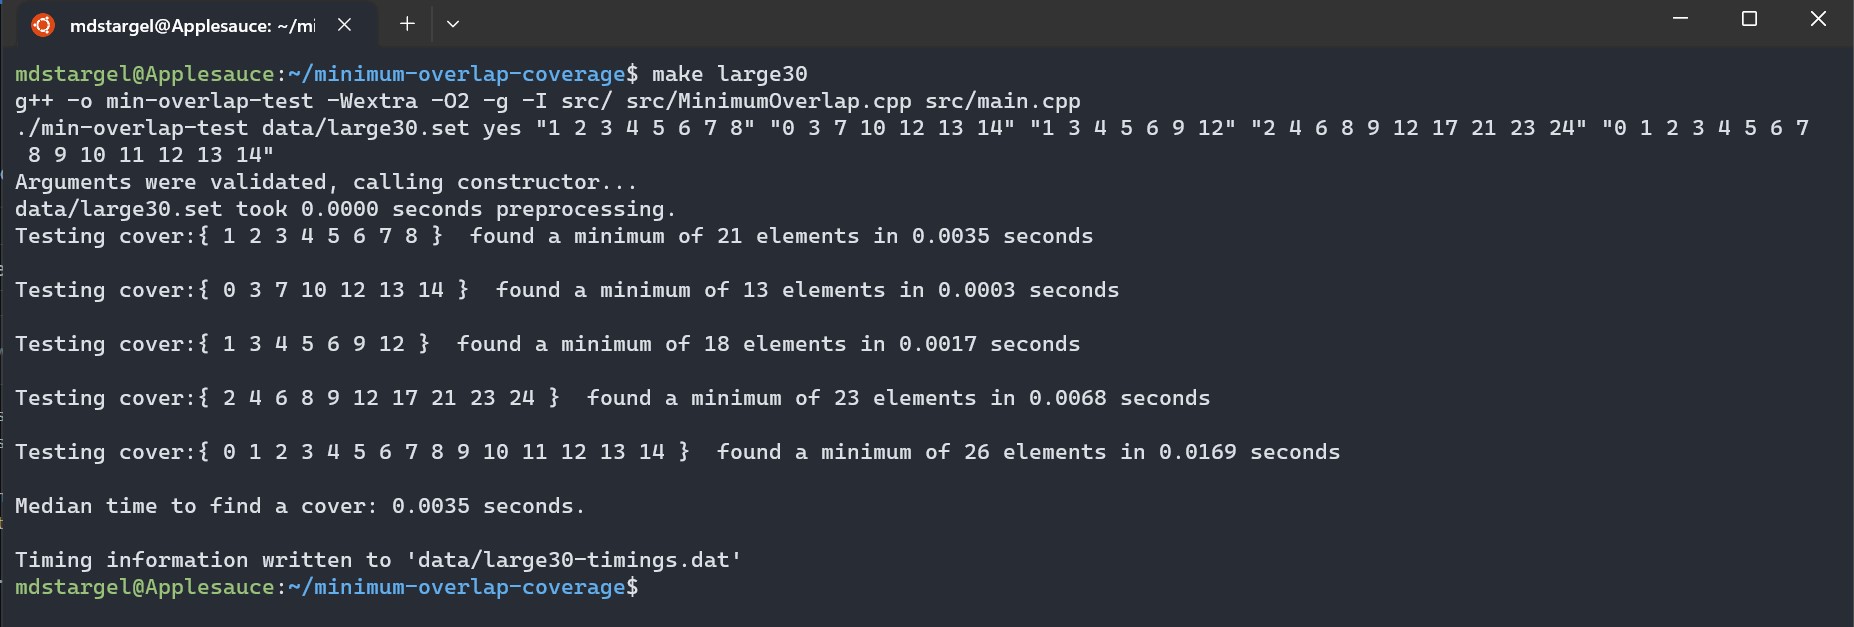 mdstargel@Applesauce: ~/mi
mdstargel@Applesauce:~/minimum-overlap-coverage$ make large30
g++ -o min-overlap-test -Wextra -O2 -g -I src/ src/MinimumOverlap.cpp src/main.cpp
./min-overlap-test data/large30.set yes "1 2 3 4 5 6 7 8" "0 3 7 10 12 13 14" "1 3 4 5 6 9 12" "2 4 6 8 9 12 17 21 23 24" "0 1 2 3 4 5 6 7
8 9 10 11 12 13 14"
Arguments were validated, calling constructor...
data/large30.set took 0.0000 seconds preprocessing.
Testing cover:{ 1 2 3 4 5 6 7 8 }  found a minimum of 21 elements in 0.0035 seconds
Testing cover:{ 0 3 7 10 12 13 14 }  found a minimum of 13 elements in 0.0003 seconds
Testing cover:{ 1 3 4 5 6 9 12 }  found a minimum of 18 elements in 0.0017 seconds
Testing cover:{ 2 4 6 8 9 12 17 21 23 24 }  found a minimum of 23 elements in 0.0068 seconds
Testing cover:{ 0 1 2 3 4 5 6 7 8 9 10 11 12 13 14 }  found a minimum of 26 elements in 0.0169 seconds
Median time to find a cover: 0.0035 seconds.
Timing information written to 'data/large30-timings.dat'
mdstargel@Applesauce:~/minimum-overlap-coverage$